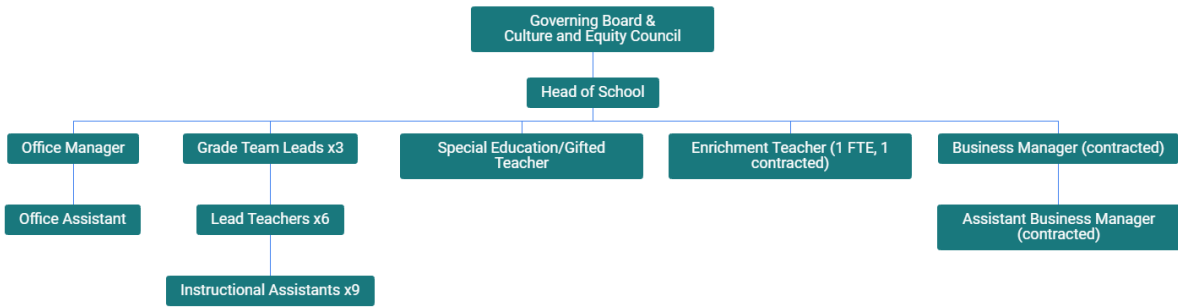 Governing Board &
Culture and Equity Council
Head of School
Office Manager
Grade Team Leads x3
Special Education/Gifted
Teacher
Enrichment Teacher (1 FTE, 1
contracted)
Business Manager (contracted)
Office Assistant
Lead Teachers x6
Assistant Business Manager
(contracted)
Instructional Assistants x9